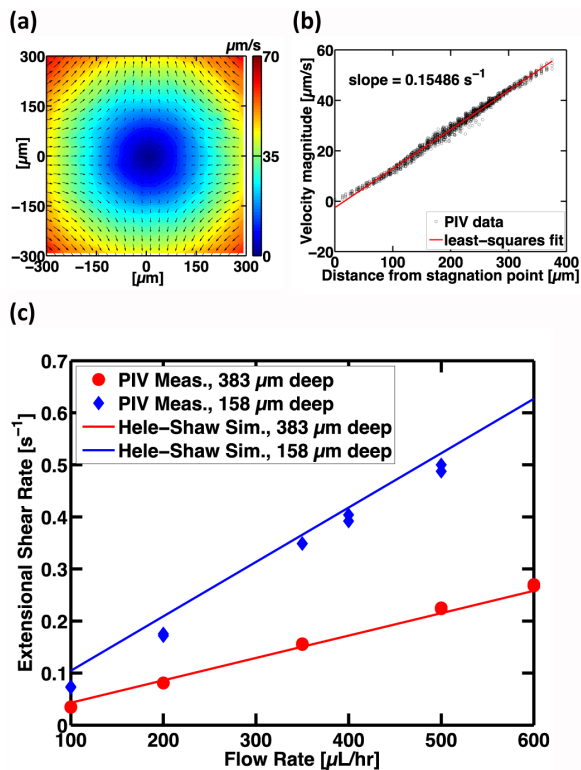 (a)
µm/s
300
150
0
−150
−300
[µm]
−300 −150 0 150 300
[µm]
70
35
0
(b)
60
40
20
0
−20
Velocity magnitude [µm/s]
slope = 0.15486 s⁻¹
PIV data
least−squares fit
0 100 200 300 400
Distance from stagnation point [µm]
(c)
0.7
0.6
0.5
0.4
0.3
0.2
0.1
0
Extensional Shear Rate [s⁻¹]
PIV Meas., 383 µm deep
PIV Meas., 158 µm deep
Hele−Shaw Sim., 383 µm deep
Hele−Shaw Sim., 158 µm deep
100 200 300 400 500 600
Flow Rate [µL/hr]